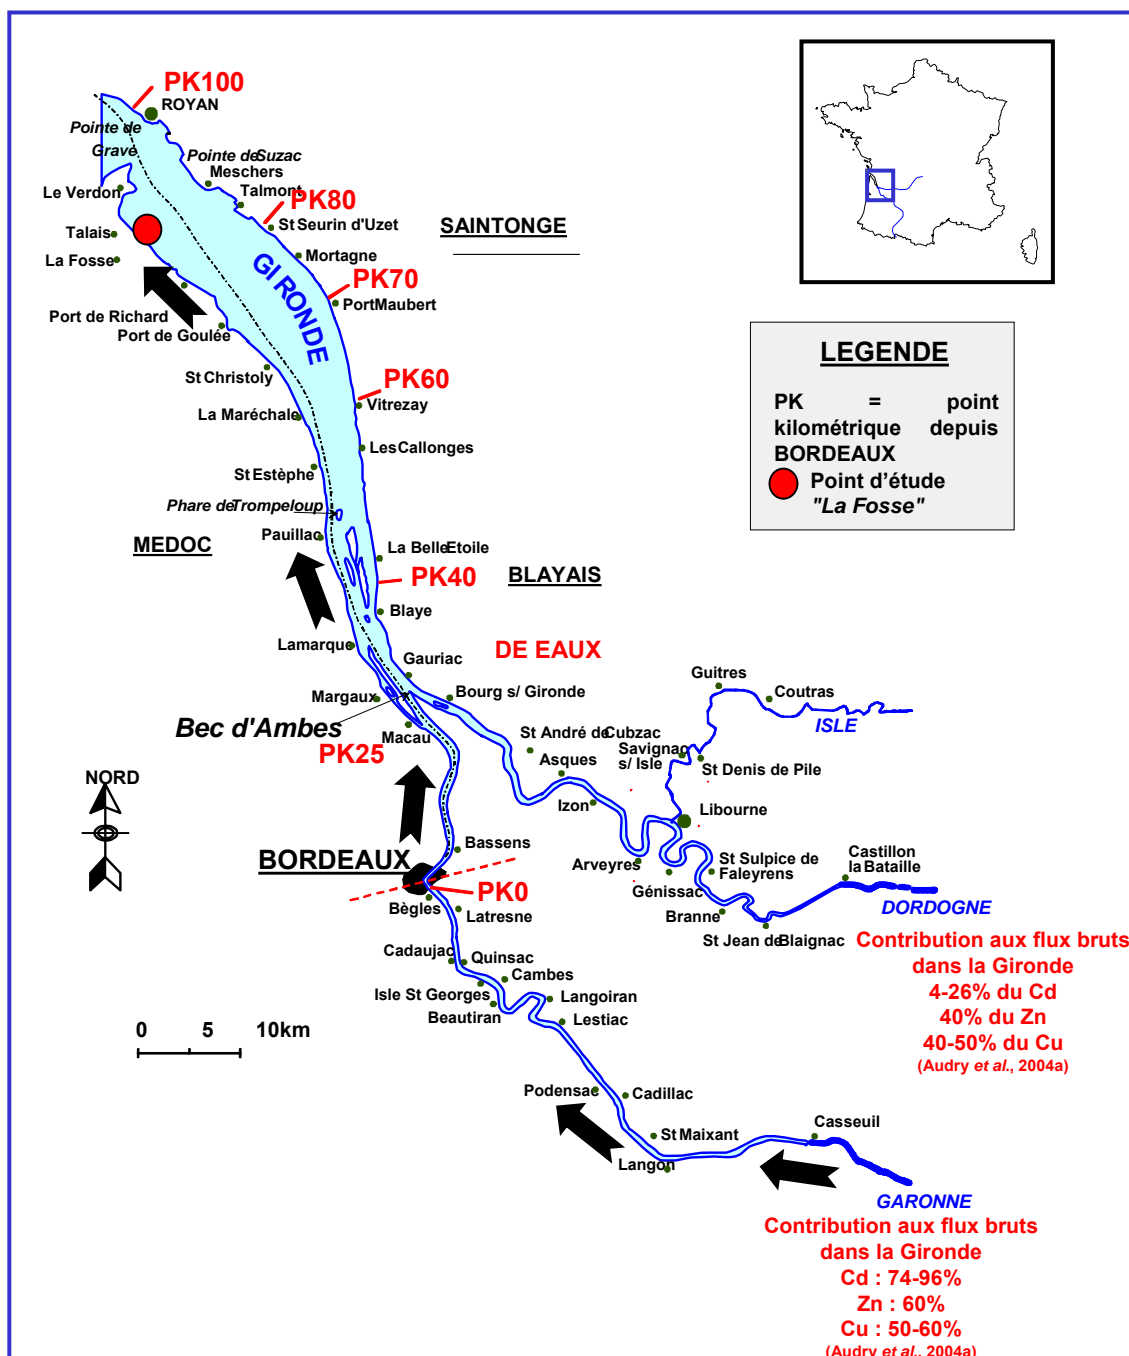 PK100
ROYAN
Pointe de
Grave
Pointe de Suzac
Meschers
Le Verdon
Talmont
PK80
St Seurin d'Uzet
SAINTONGE
Talais
La Fosse
Mortagne
GIRONDE
PK70
Port Maubert
Port de Richard
Port de Goulée
LEGENDE
PK = point
kilométrique depuis
BORDEAUX
Point d'étude
"La Fosse"
St Christoly
PK60
Vitrezay
La Maréchale
Les Callonges
St Estèphe
Phare de Trompeloup
Pauillac
MEDOC
La Belle Etoile
PK40
BLAYAIS
Blaye
Lamarque
DE EAUX
Gauriac
Guitres
Coutras
Margaux
Bourg s/ Gironde
ISLE
Bec d'Ambes
Macau
St André de Cubzac
PK25
Savignac
s/ Isle
St Denis de Pile
Asques
NORD
Izon
Libourne
BORDEAUX
Bassens
Arveyres
St Sulpice de
Faleyrens
Castillon
la Bataille
Génissac
PK0
Bègles
Latresne
Branne
DORDOGNE
St Jean de Blaignac
Contribution aux flux bruts
dans la Gironde
4-26% du Cd
40% du Zn
40-50% du Cu
(Audry et al., 2004a)
Cadaujac
Quinsac
Cambes
Isle St Georges
Langoiran
Beautiran
Lestiac
0 5 10km
Podensac
Cadillac
Casseuil
St Maixant
Langon
GARONNE
Contribution aux flux bruts
dans la Gironde
Cd : 74-96%
Zn : 60%
Cu : 50-60%
(Audry et al., 2004a)